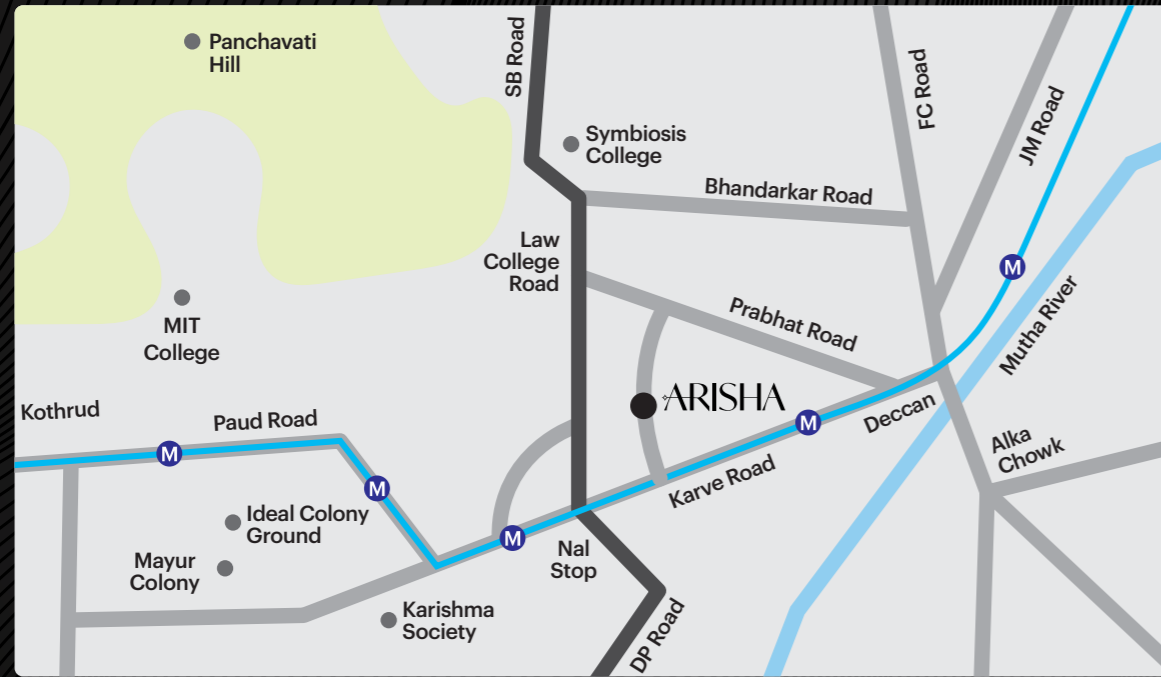 Panchavati
Hill
SB Road
Symbiosis
College
FC Road
JM Road
Bhandarkar Road
Law
College
Road
M
Mutha River
MIT
College
Prabhat Road
ARISHA
Kothrud
Paud Road
M
M
Deccan
Alka
Chowk
M
Karve Road
Ideal Colony
Ground
M
Nal
Stop
Mayur
Colony
Karishma
Society
DP Road